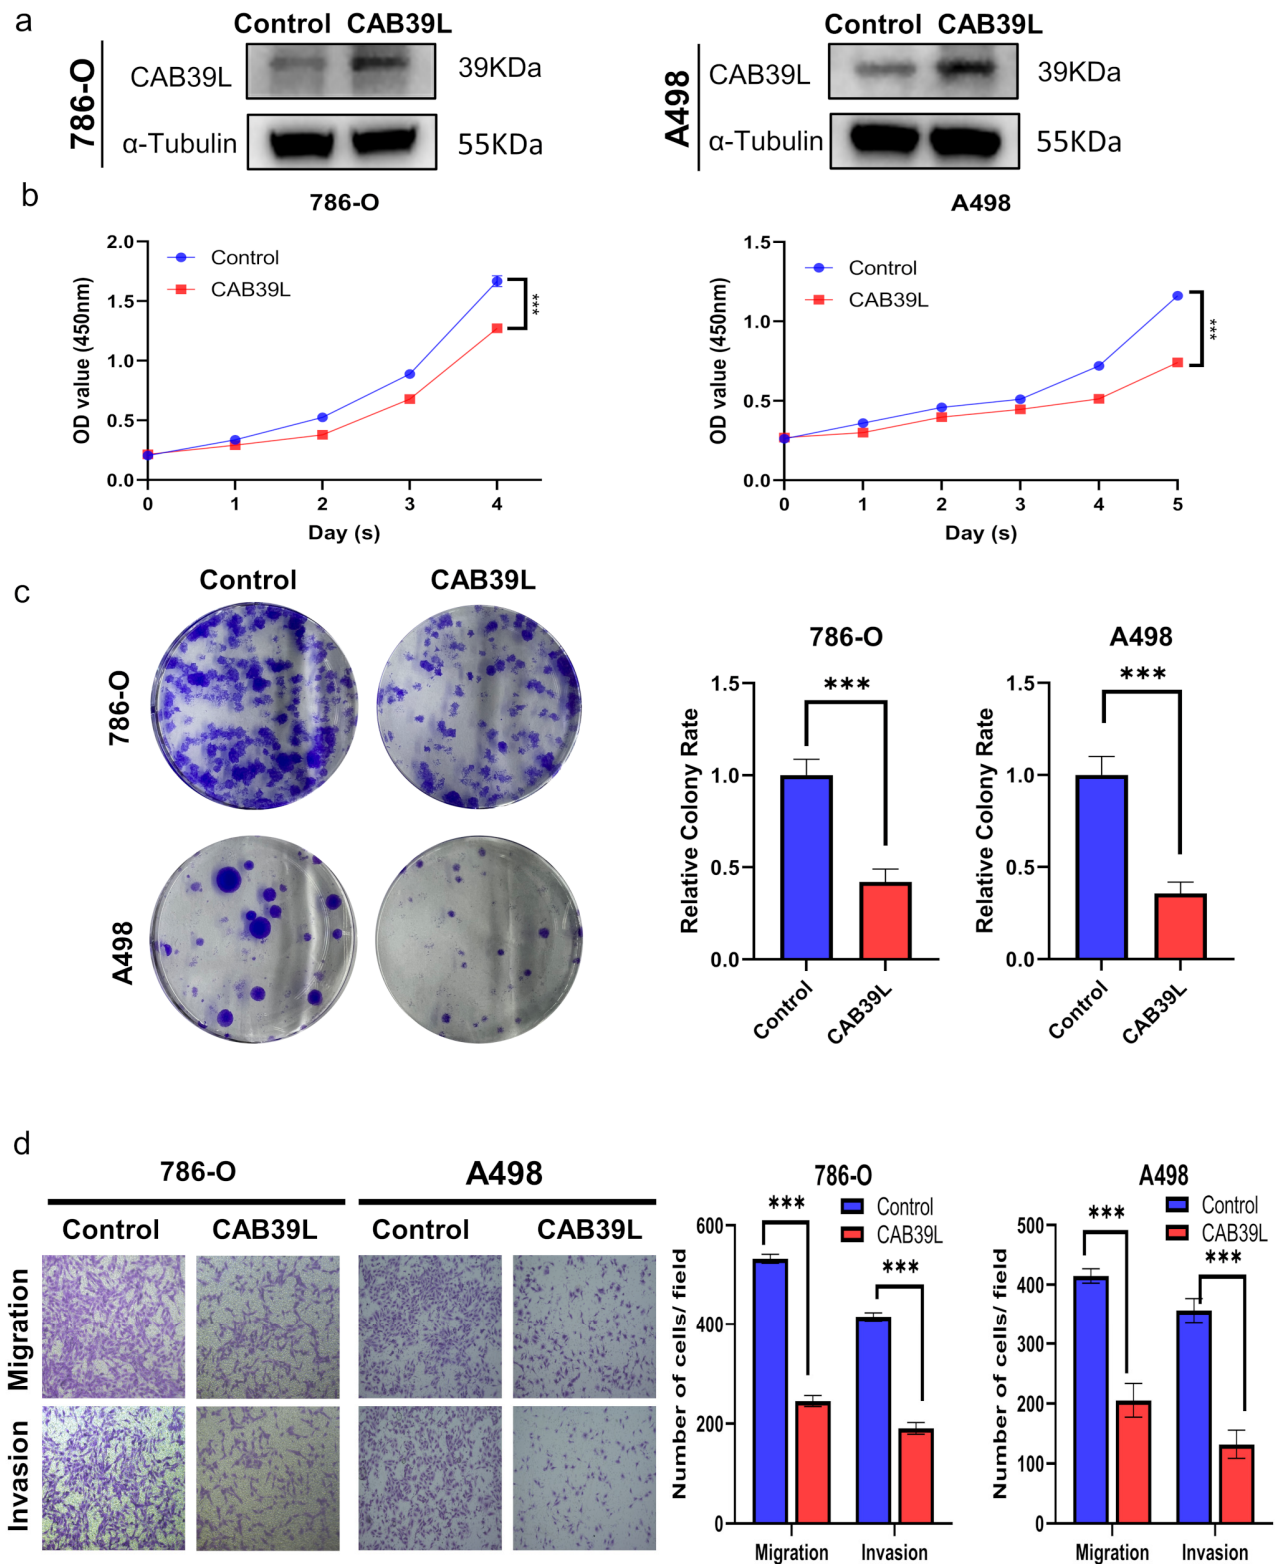 a
Control CAB39L
786-O
CAB39L
39KDa
α-Tubulin
55KDa
Control CAB39L
A498
CAB39L
39KDa
α-Tubulin
55KDa
b
786-O
Control
CAB39L
OD value (450nm)
2.0
1.5
1.0
0.5
0.0
***
0 1 2 3 4
Day (s)
A498
Control
CAB39L
OD value (450nm)
1.5
1.0
0.5
0.0
***
0 1 2 3 4 5
Day (s)
c
Control CAB39L
786-O
A498
786-O
***
Relative Colony Rate
1.5
1.0
0.5
0.0
Control CAB39L
A498
***
Relative Colony Rate
1.5
1.0
0.5
0.0
Control CAB39L
d
786-O A498
Control CAB39L Control CAB39L
Migration
Invasion
786-O
Control
CAB39L
***
***
Number of cells/ field
600
400
200
0
Migration Invasion
A498
Control
CAB39L
***
***
Number of cells/ field
500
400
300
200
100
0
Migration Invasion